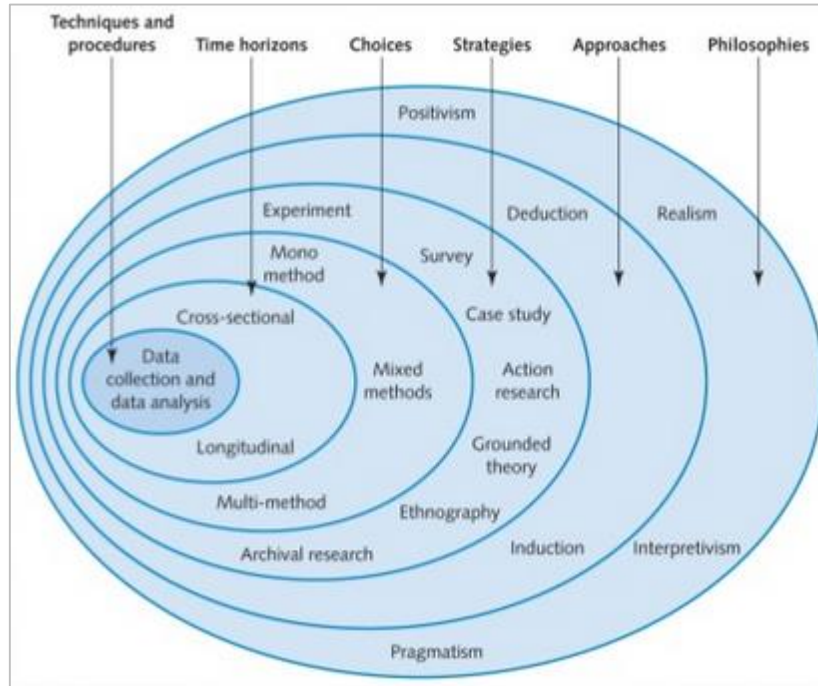 Techniques and
procedures
Time horizons
Choices
Strategies
Approaches
Philosophies
Positivism
Experiment
Deduction
Realism
Mono
method
Survey
Cross-sectional
Case study
Data
collection and
data analysis
Mixed
methods
Action
research
Longitudinal
Grounded
theory
Multi-method
Ethnography
Archival research
Induction
Interpretivism
Pragmatism